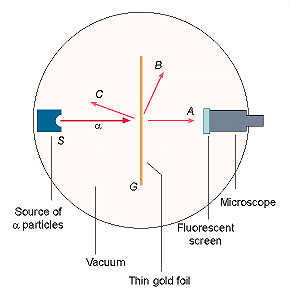 B
C
A
α
S
G
Source of
α particles
Vacuum
Thin gold foil
Fluorescent
screen
Microscope